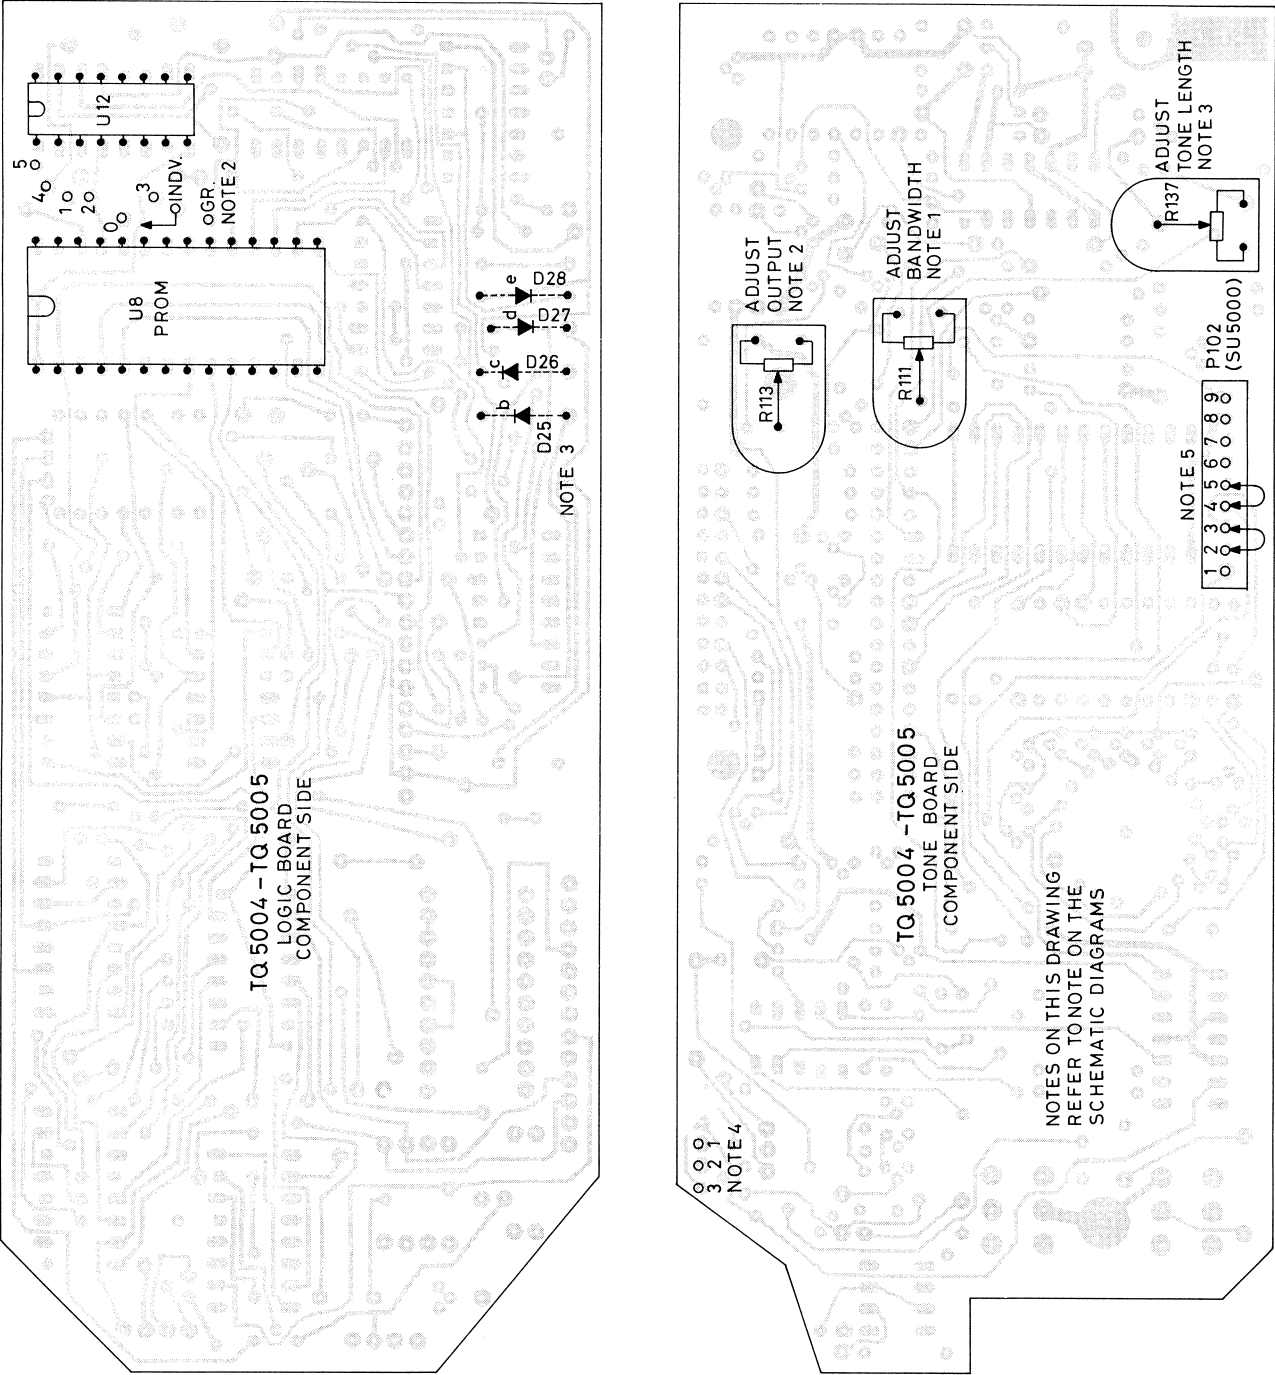 U12
5
4
1
2
0
3
INDV.
GR.
NOTE 2
U8
PROM
e
D28
d
D27
c
D26
b
D25
NOTE 3
TQ 5004 – TQ 5005
LOGIC BOARD
COMPONENT SIDE
ADJUST
TONE LENGTH
NOTE 3
R137
ADJUST
BANDWIDTH
NOTE 1
R111
ADJUST
OUTPUT
NOTE 2
R113
P102
(SU5000)
NOTE 5
1 2 3 4 5 6 7 8 9
TQ 5004 – TQ 5005
TONE BOARD
COMPONENT SIDE
NOTES ON THIS DRAWING
REFER TO NOTE ON THE
SCHEMATIC DIAGRAMS
3 2 1
NOTE 4